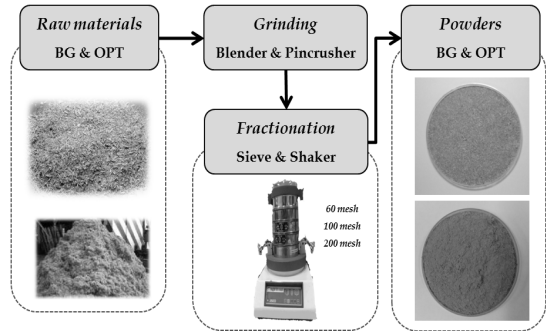 Raw materials
BG & OPT
Grinding
Blender & Pincrusher
Fractionation
Sieve & Shaker
60 mesh
100 mesh
200 mesh
Powders
BG & OPT